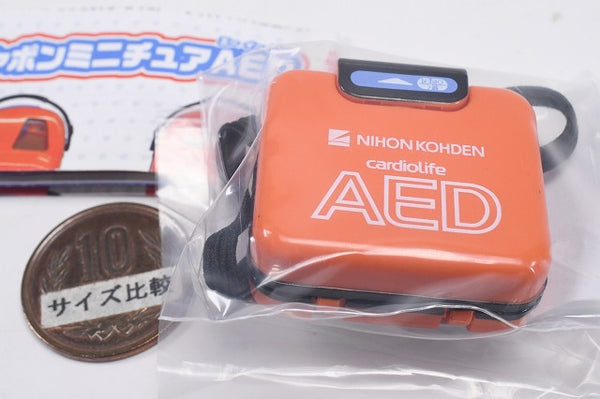 ャポンミニチュアAED
NIHON KOHDEN
cardiolife
AED
10
サイズ比較